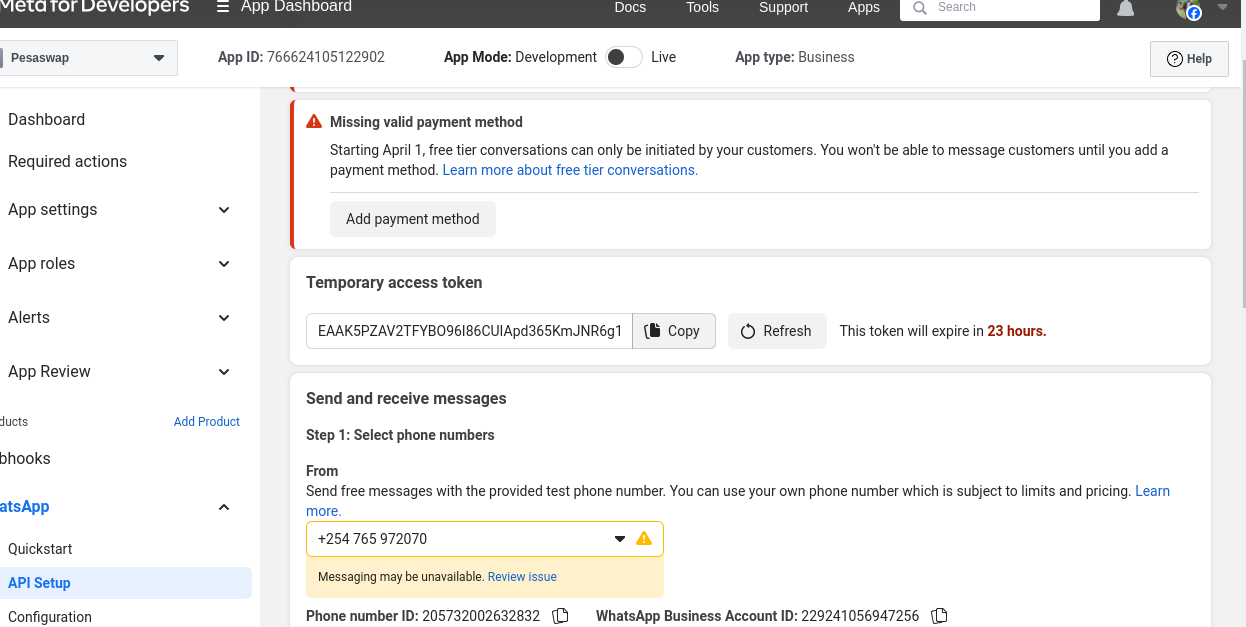 Meta for Developers
App Dashboard
Docs
Tools
Support
Apps
Search
Pesaswap
App ID: 766624105122902
App Mode: Development
Live
App type: Business
Help
Dashboard
Required actions
App settings
App roles
Alerts
App Review
ducts
Add Product
bhooks
atsApp
Quickstart
API Setup
Configuration
Missing valid payment method
Starting April 1, free tier conversations can only be initiated by your customers. You won't be able to message customers until you add a
payment method. Learn more about free tier conversations.
Add payment method
Temporary access token
EAAK5PZAV2TFYBO96I86CUIApd365KmJNR6g1
Copy
Refresh
This token will expire in 23 hours.
Send and receive messages
Step 1: Select phone numbers
From
Send free messages with the provided test phone number. You can use your own phone number which is subject to limits and pricing. Learn
more.
+254 765 972070
Messaging may be unavailable. Review issue
Phone number ID: 205732002632832
WhatsApp Business Account ID: 229241056947256